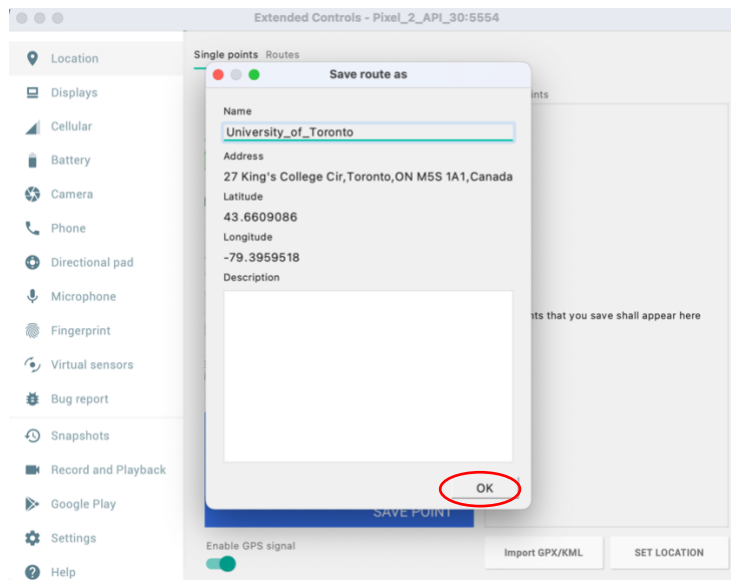 Extended Controls - Pixel_2_API_30:5554
Location
Displays
Cellular
Battery
Camera
Phone
Directional pad
Microphone
Fingerprint
Virtual sensors
Bug report
Snapshots
Record and Playback
Google Play
Settings
Help
Single points Routes
Save route as
Name
University_of_Toronto
Address
27 King's College Cir,Toronto,ON M5S 1A1,Canada
Latitude
43.6609086
Longitude
-79.3959518
Description
OK
ints
nts that you save shall appear here
SAVE POINT
Enable GPS signal
Import GPX/KML
SET LOCATION